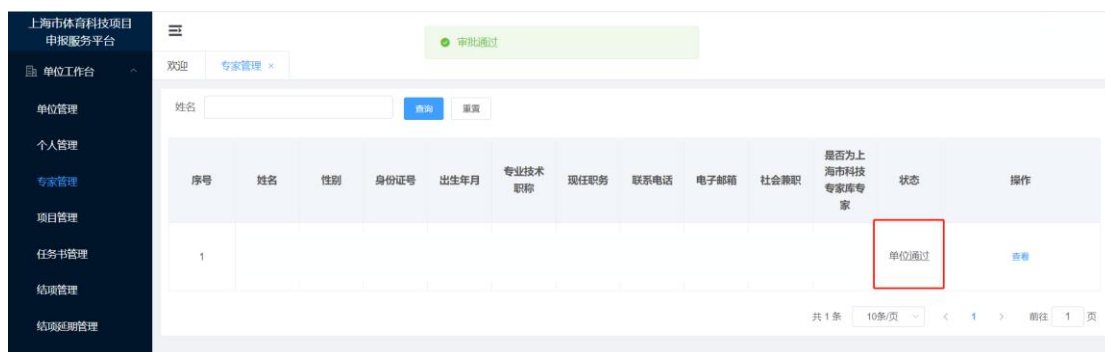 上海市体育科技项目
申报服务平台
审批通过
单位工作台
欢迎 专家管理 ×
单位管理
姓名 查询 重置
个人管理
专家管理
序号 姓名 性别 身份证号 出生年月 专业技术职称 现任职务 联系电话 电子邮箱 社会兼职 是否为上海市科技专家库专家 状态 操作
项目管理
任务书管理
1 单位通过 查看
结项管理
共 1 条 10条/页 < 1 > 前往 1 页
结项延期管理